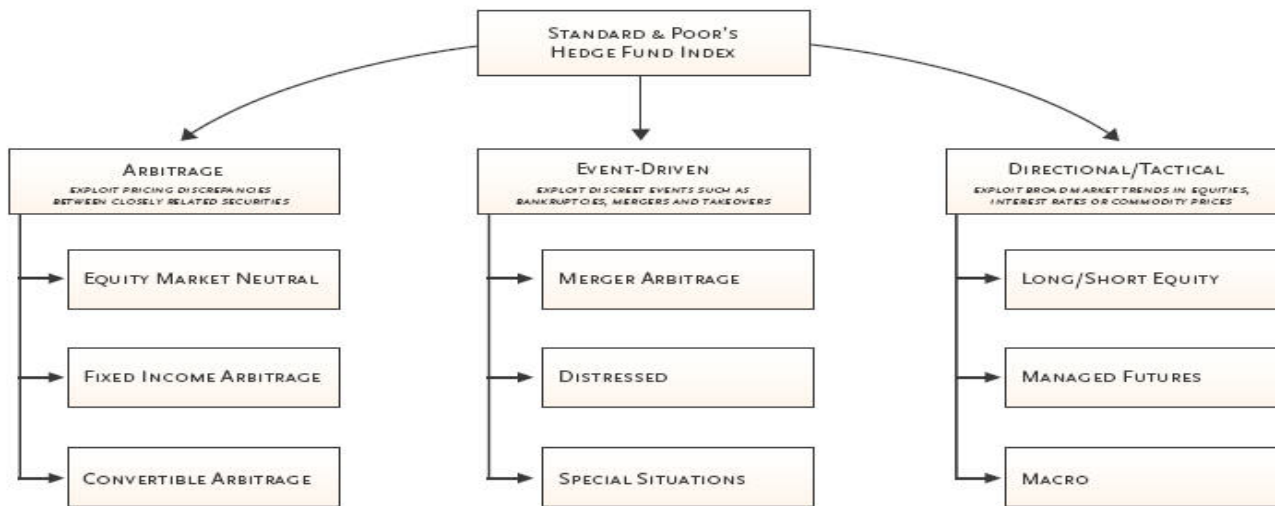 STANDARD & POOR'S
HEDGE FUND INDEX
ARBITRAGE
EXPLOIT PRICING DISCREPANCIES
BETWEEN CLOSELY RELATED SECURITIES
EQUITY MARKET NEUTRAL
FIXED INCOME ARBITRAGE
CONVERTIBLE ARBITRAGE
EVENT-DRIVEN
EXPLOIT DISCREET EVENTS SUCH AS
BANKRUPTCIES, MERGERS AND TAKEOVERS
MERGER ARBITRAGE
DISTRESSED
SPECIAL SITUATIONS
DIRECTIONAL/TACTICAL
EXPLOIT BROAD MARKET TRENDS IN EQUITIES,
INTEREST RATES OR COMMODITY PRICES
LONG/SHORT EQUITY
MANAGED FUTURES
MACRO